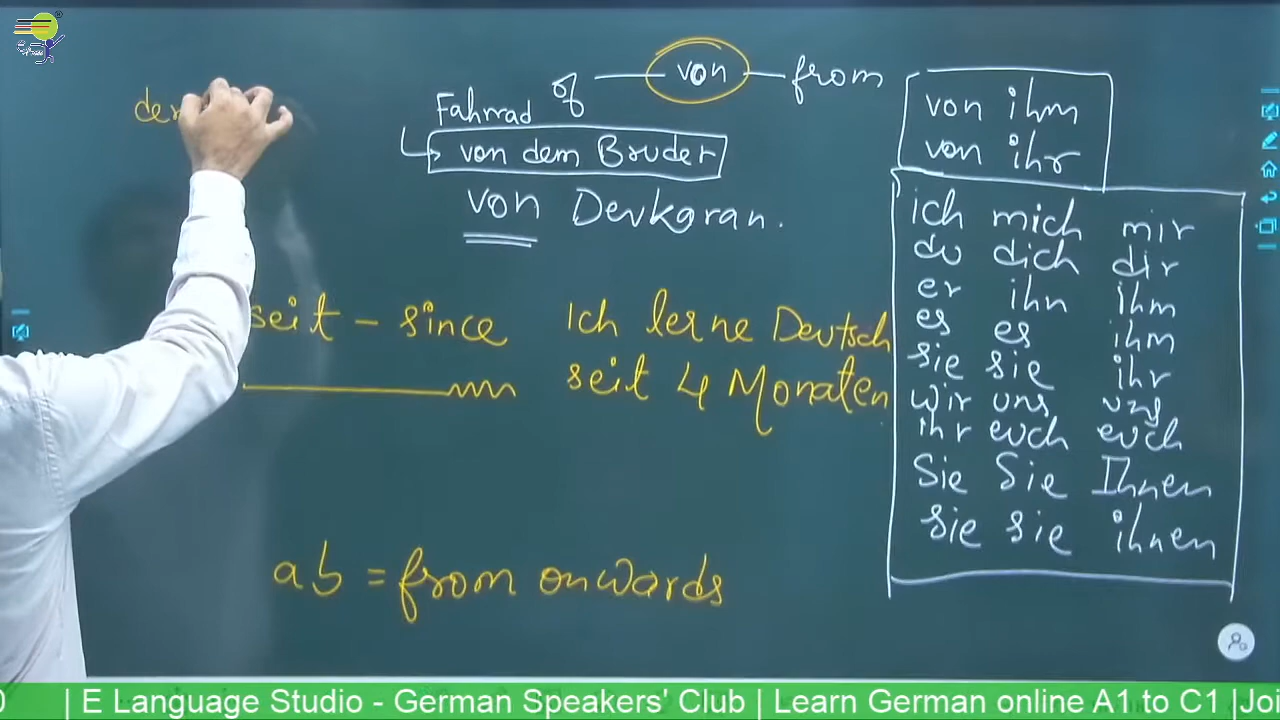 of — von — from
Fahrrad
von dem Bruder
von Devkaran.
seit - since
Ich lerne Deutsch
seit 4 Monaten
ab = from onwards
von ihm
von ihr
ich mich mir
du dich dir
er ihn ihm
es es ihm
sie sie ihr
wir uns uns
ihr euch euch
Sie Sie Ihnen
sie sie ihnen
| E Language Studio - German Speakers' Club | Learn German online A1 to C1 |Joi